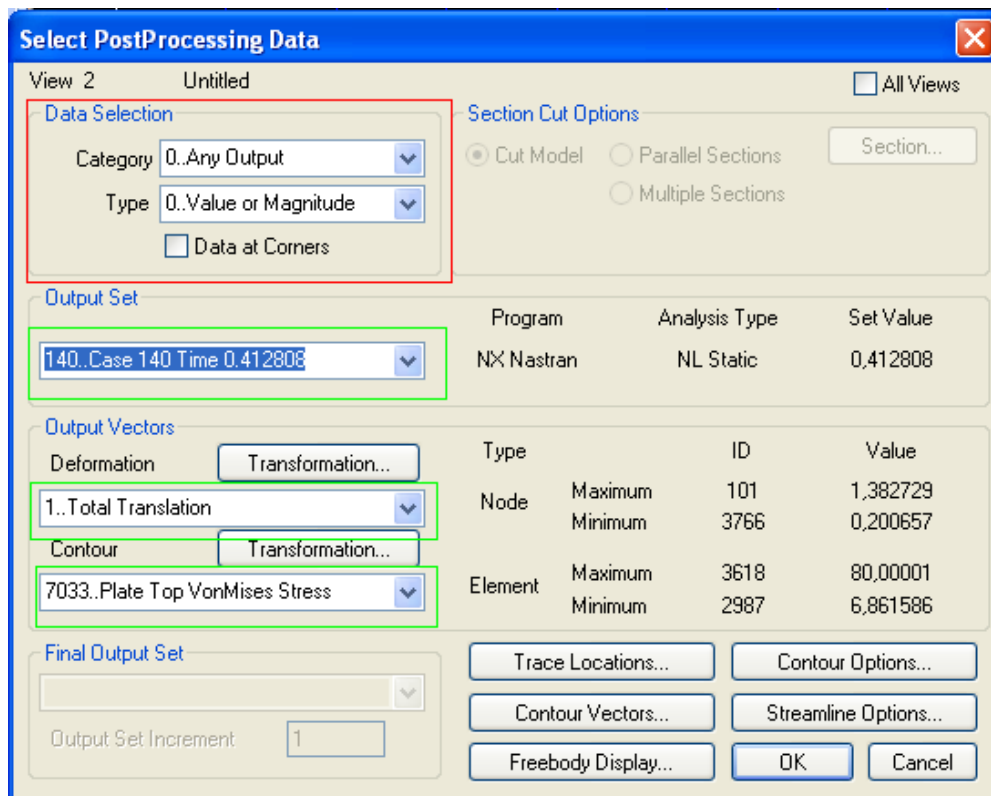 Select PostProcessing Data
View 2 Untitled
All Views
Data Selection
Category 0..Any Output
Type 0..Value or Magnitude
Data at Corners
Section Cut Options
Cut Model Parallel Sections Section...
Multiple Sections
Output Set
140..Case 140 Time 0.412808
Program Analysis Type Set Value
NX Nastran NL Static 0,412808
Output Vectors
Deformation Transformation...
1..Total Translation
Contour Transformation...
7033..Plate Top VonMises Stress
Type ID Value
Node Maximum 101 1,382729
Minimum 3766 0,200657
Element Maximum 3618 80,00001
Minimum 2987 6,861586
Final Output Set
Output Set Increment 1
Trace Locations... Contour Options...
Contour Vectors... Streamline Options...
Freebody Display... OK Cancel